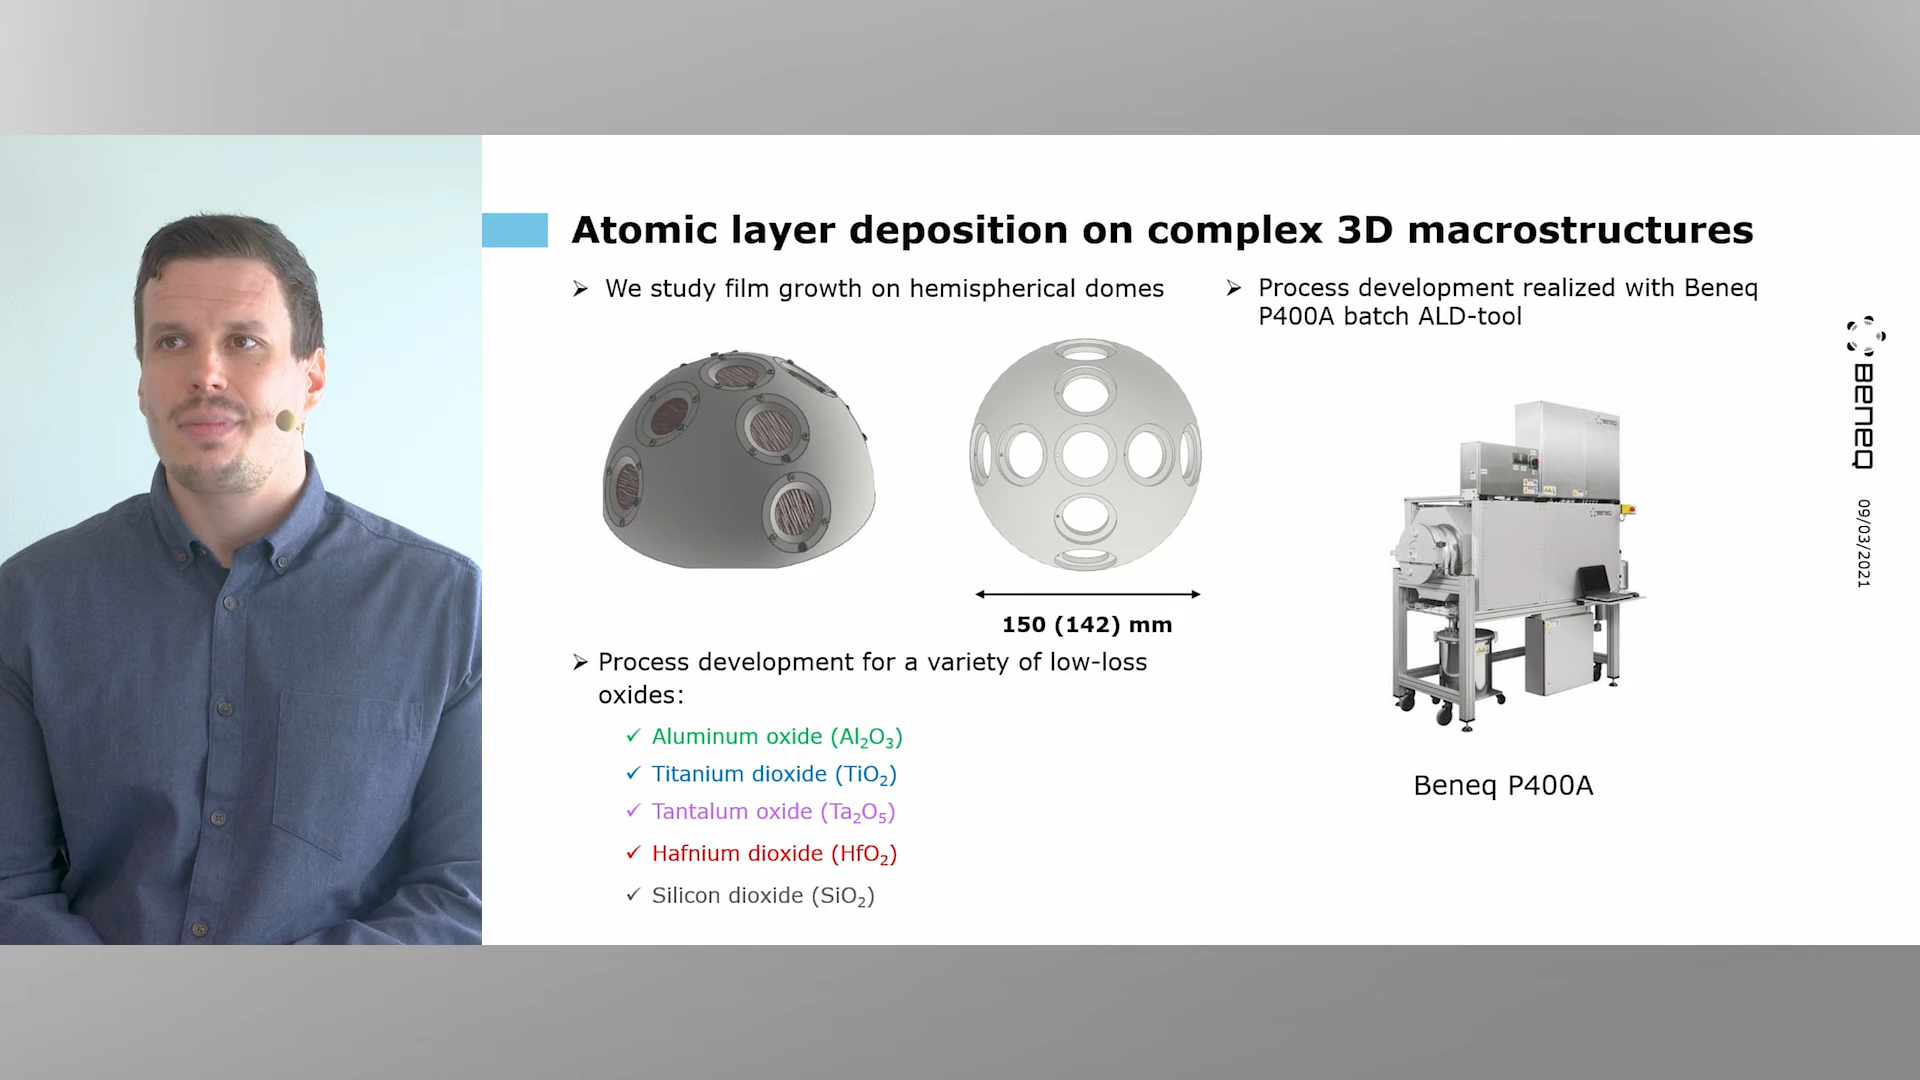 Atomic layer deposition on complex 3D macrostructures
➢ We study film growth on hemispherical domes
150 (142) mm
➢ Process development for a variety of low-loss
oxides:
✓ Aluminum oxide (Al₂O₃)
✓ Titanium dioxide (TiO₂)
✓ Tantalum oxide (Ta₂O₅)
✓ Hafnium dioxide (HfO₂)
✓ Silicon dioxide (SiO₂)
➢ Process development realized with Beneq
P400A batch ALD-tool
BENEQ
BENEQ
Beneq P400A
BENEQ
09/03/2021